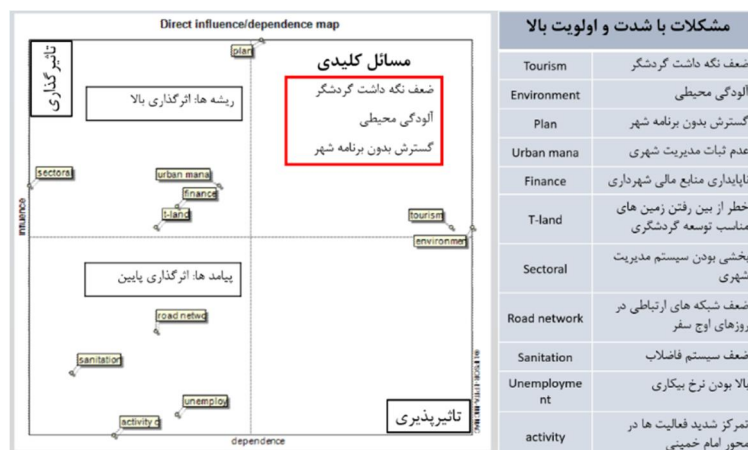 Direct influence/dependence map
تاثیرگذاری
plan
مسائل کلیدی
ضعف نگه داشت گردشگر
آلودگی محیطی
گسترش بدون برنامه شهر
ریشه ها: اثرگذاری بالا
sectoral
urban mana
finance
t-land
tourism
environmen
influence
پیامد ها: اثرگذاری پایین
road netwo
sanitation
unemploy
activity c
تاثیرپذیری
dependence
مشکلات با شدت و اولویت بالا
Tourism ضعف نگه داشت گردشگر
Environment آلودگی محیطی
Plan گسترش بدون برنامه شهر
Urban mana عدم ثبات مدیریت شهری
Finance ناپایداری منابع مالی شهرداری
خطر از بین رفتن زمین های
T-land مناسب توسعه گردشگری
بخشی بودن سیستم مدیریت
Sectoral شهری
ضعف شبکه های ارتباطی در
Road network روزهای اوج سفر
Sanitation ضعف سیستم فاضلاب
Unemployme
nt بالا بودن نرخ بیکاری
تمرکز شدید فعالیت ها در
activity محور امام خمینی